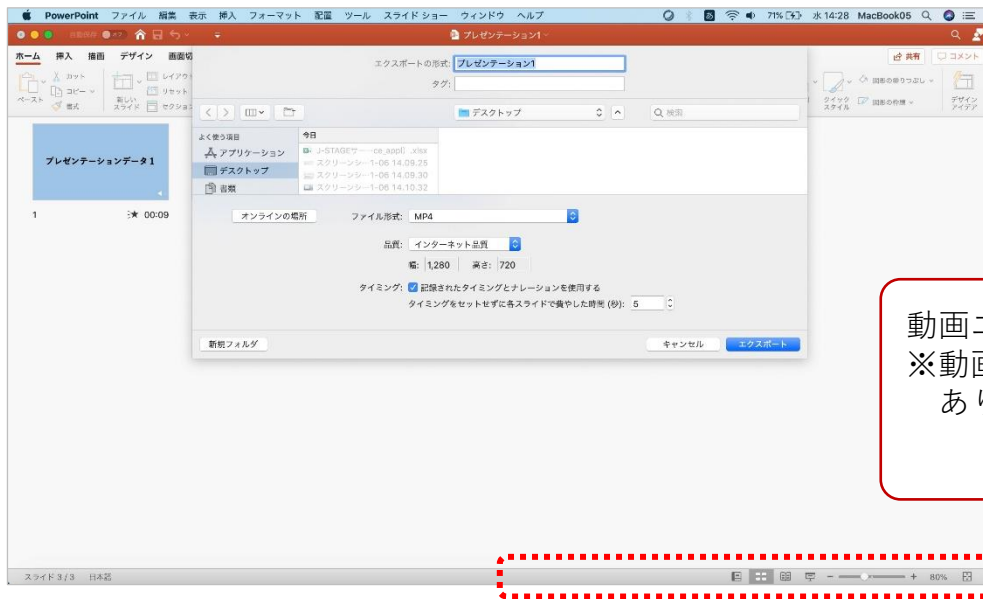 PowerPoint ファイル 編集 表示 挿入 フォーマット 配置 ツール スライドショー ウィンドウ ヘルプ 71% 水14:28 MacBook05
自動保存 プレゼンテーション1
ホーム 挿入 描画 デザイン 画面切
共有 コメント
エクスポートの形式: プレゼンテーション1
タグ:
ペースト カット コピー 書式
新しいスライド レイアウ リセット セクション
クイックスタイル 図形の塗りつぶし 図形の枠線
デザインアイデア
デスクトップ 検索
よく使う項目 今日
アプリケーション
デスクトップ
書類
スクリーンシ…1-06 14.09.25
スクリーンシ…1-06 14.09.30
スクリーンシ…1-06 14.10.32
プレゼンテーションデータ1
1 00:09
オンラインの場所 ファイル形式: MP4
品質: インターネット品質
幅: 1,280 高さ: 720
タイミング: 記録されたタイミングとナレーションを使用する
タイミングをセットせずに各スライドで費やした時間 (秒): 5
新規フォルダ キャンセル エクスポート
動画エ
※動画
あり
スライド 3 / 3 日本語 80%